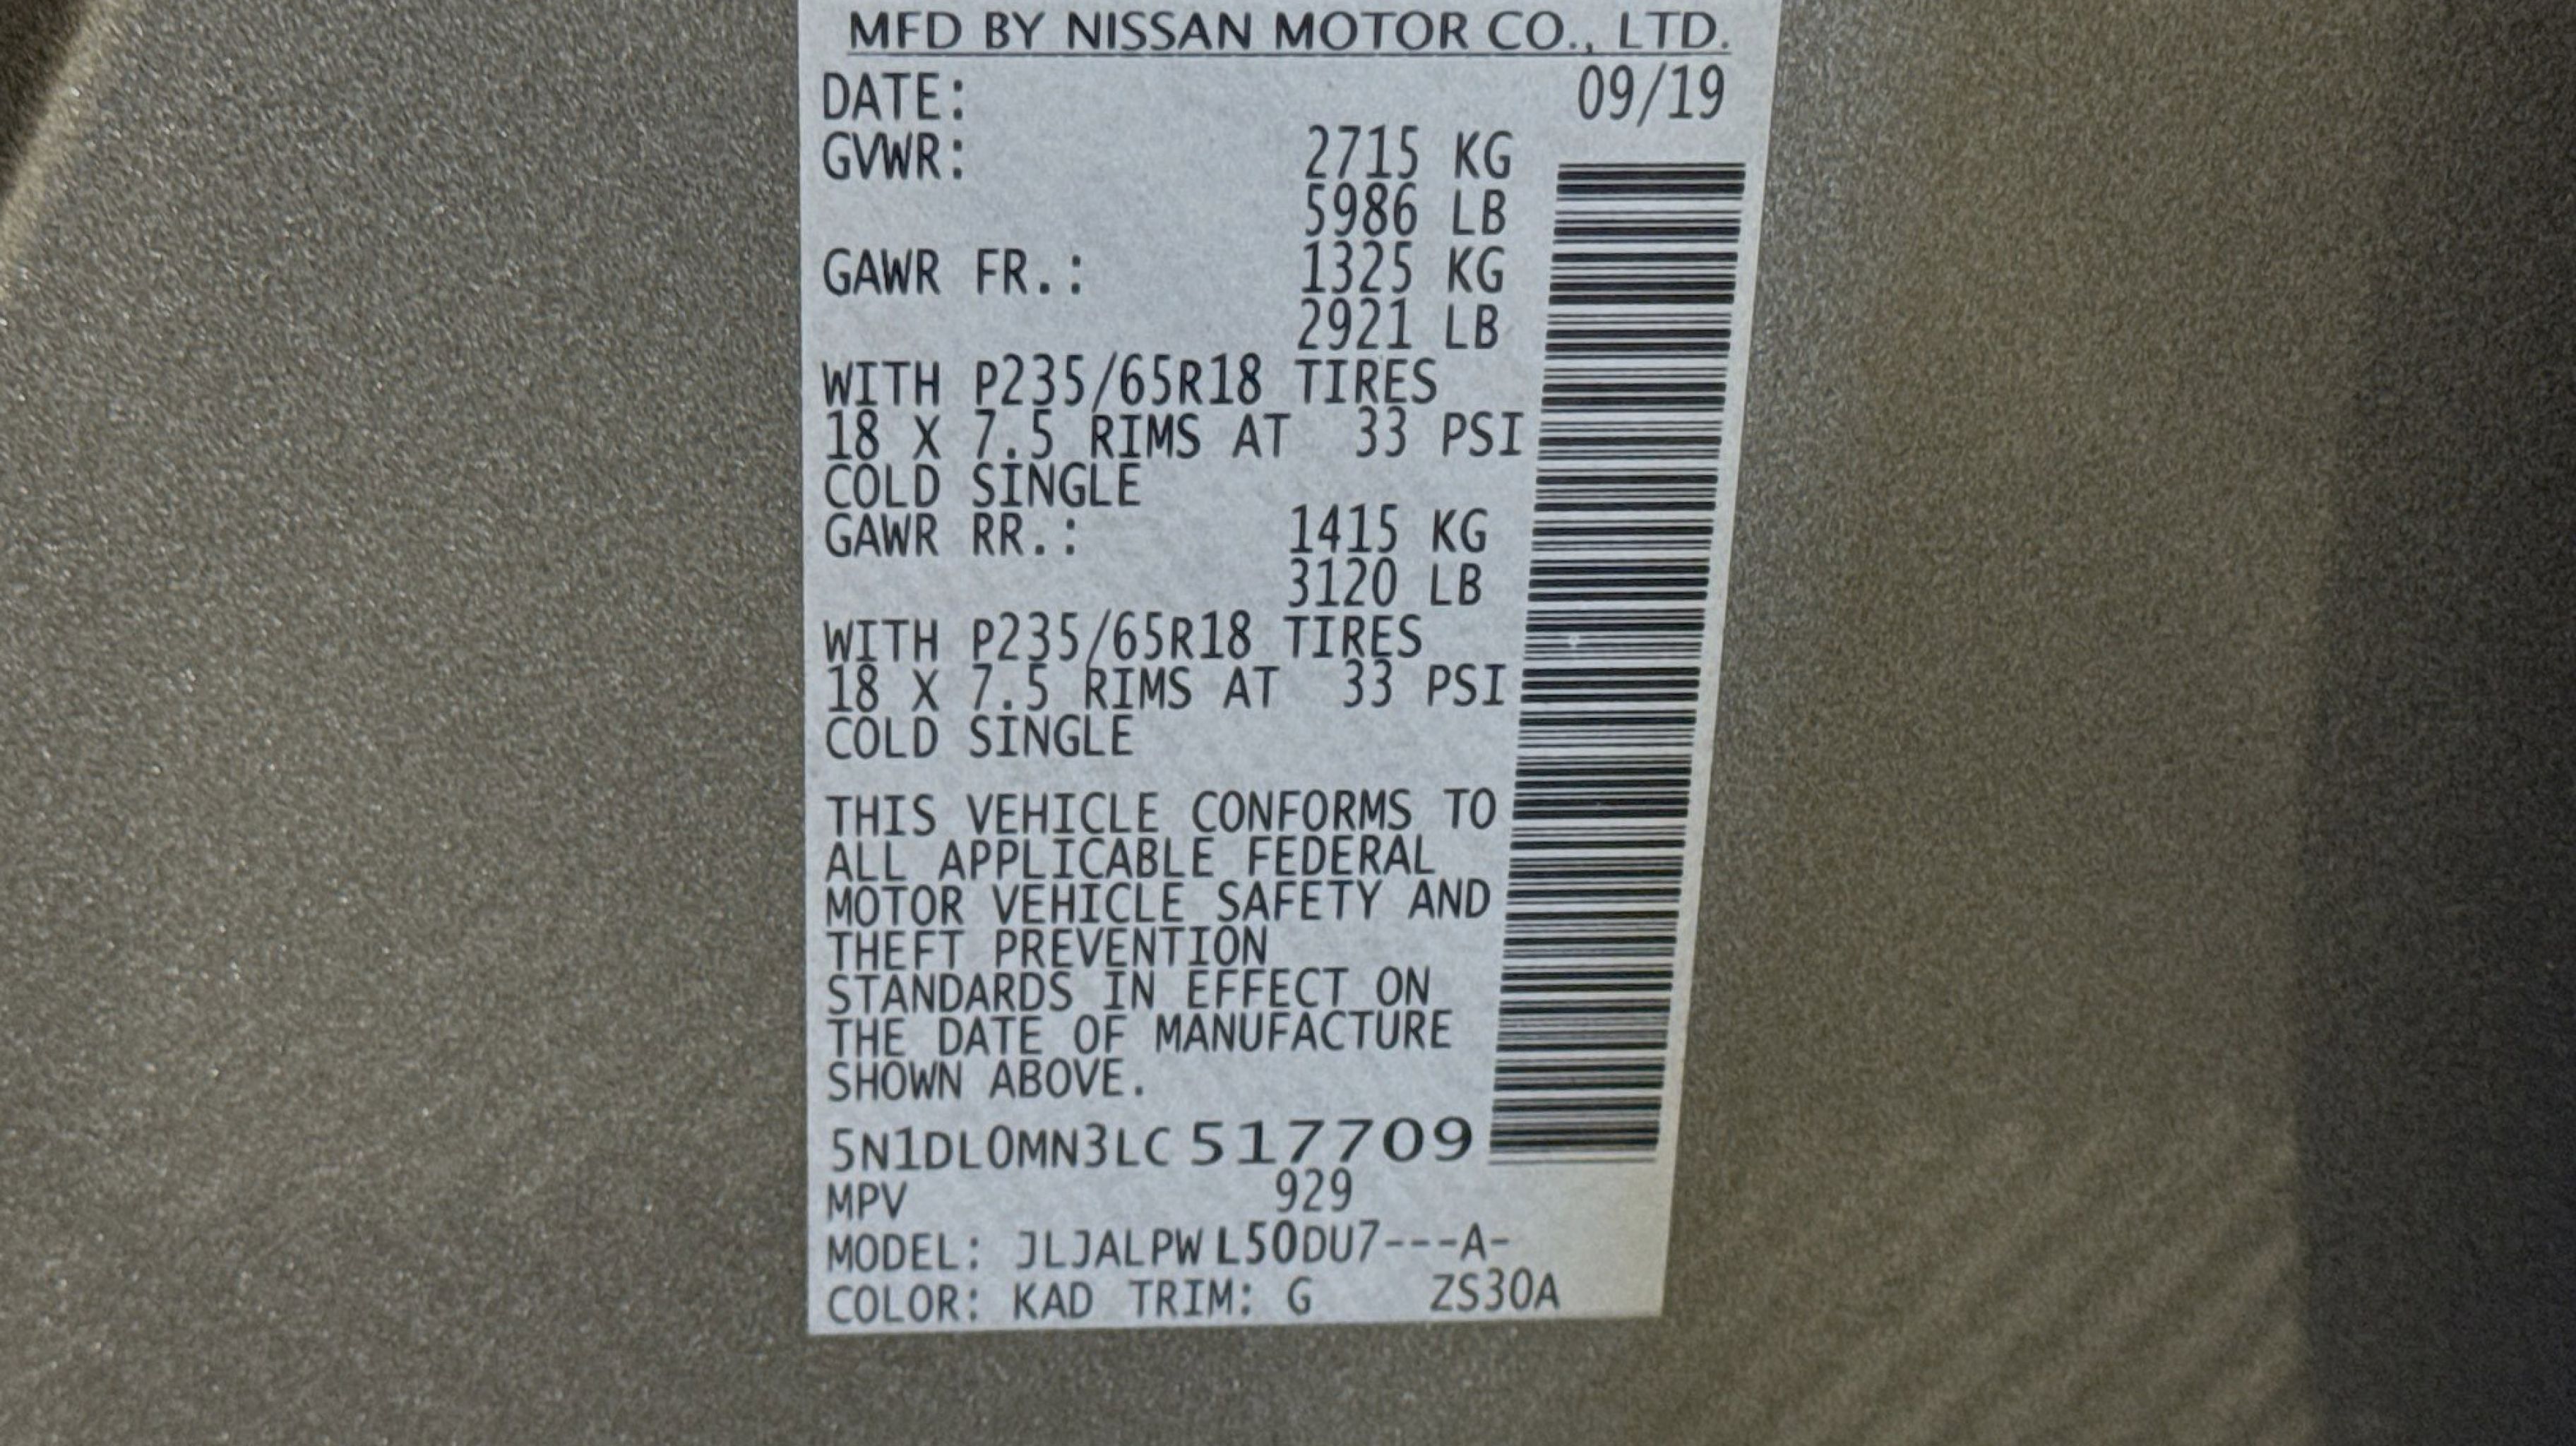 MFD BY NISSAN MOTOR CO., LTD.
DATE: 09/19
GVWR: 2715 KG
5986 LB
GAWR FR.: 1325 KG
2921 LB
WITH P235/65R18 TIRES
18 X 7.5 RIMS AT 33 PSI
COLD SINGLE
GAWR RR.: 1415 KG
3120 LB
WITH P235/65R18 TIRES
18 X 7.5 RIMS AT 33 PSI
COLD SINGLE
THIS VEHICLE CONFORMS TO
ALL APPLICABLE FEDERAL
MOTOR VEHICLE SAFETY AND
THEFT PREVENTION
STANDARDS IN EFFECT ON
THE DATE OF MANUFACTURE
SHOWN ABOVE.
5N1DL0MN3LC 517709
MPV 929
MODEL: JLJALPW L50DU7---A-
COLOR: KAD TRIM: G ZS30A